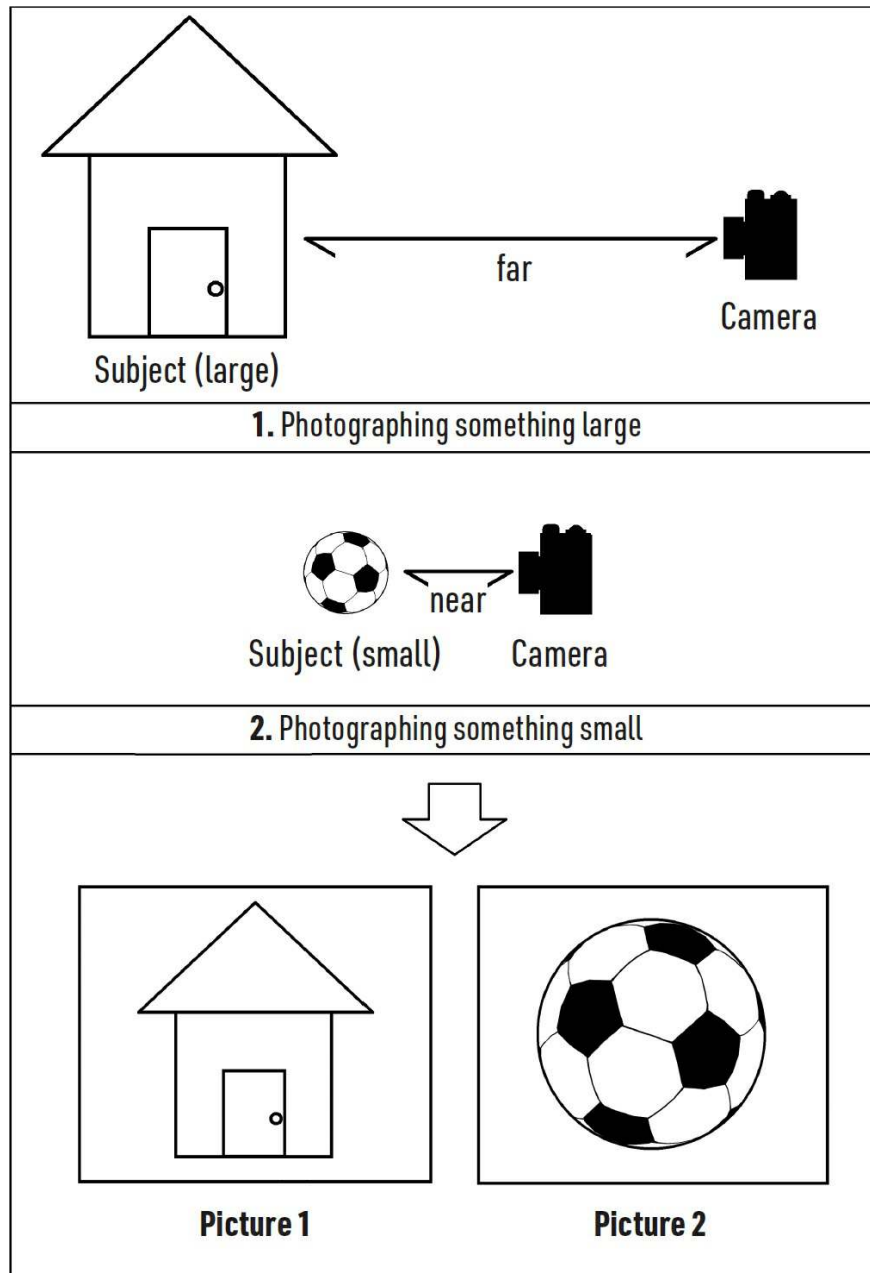 far
Camera
Subject (large)
1. Photographing something large
near
Subject (small) Camera
2. Photographing something small
Picture 1 Picture 2